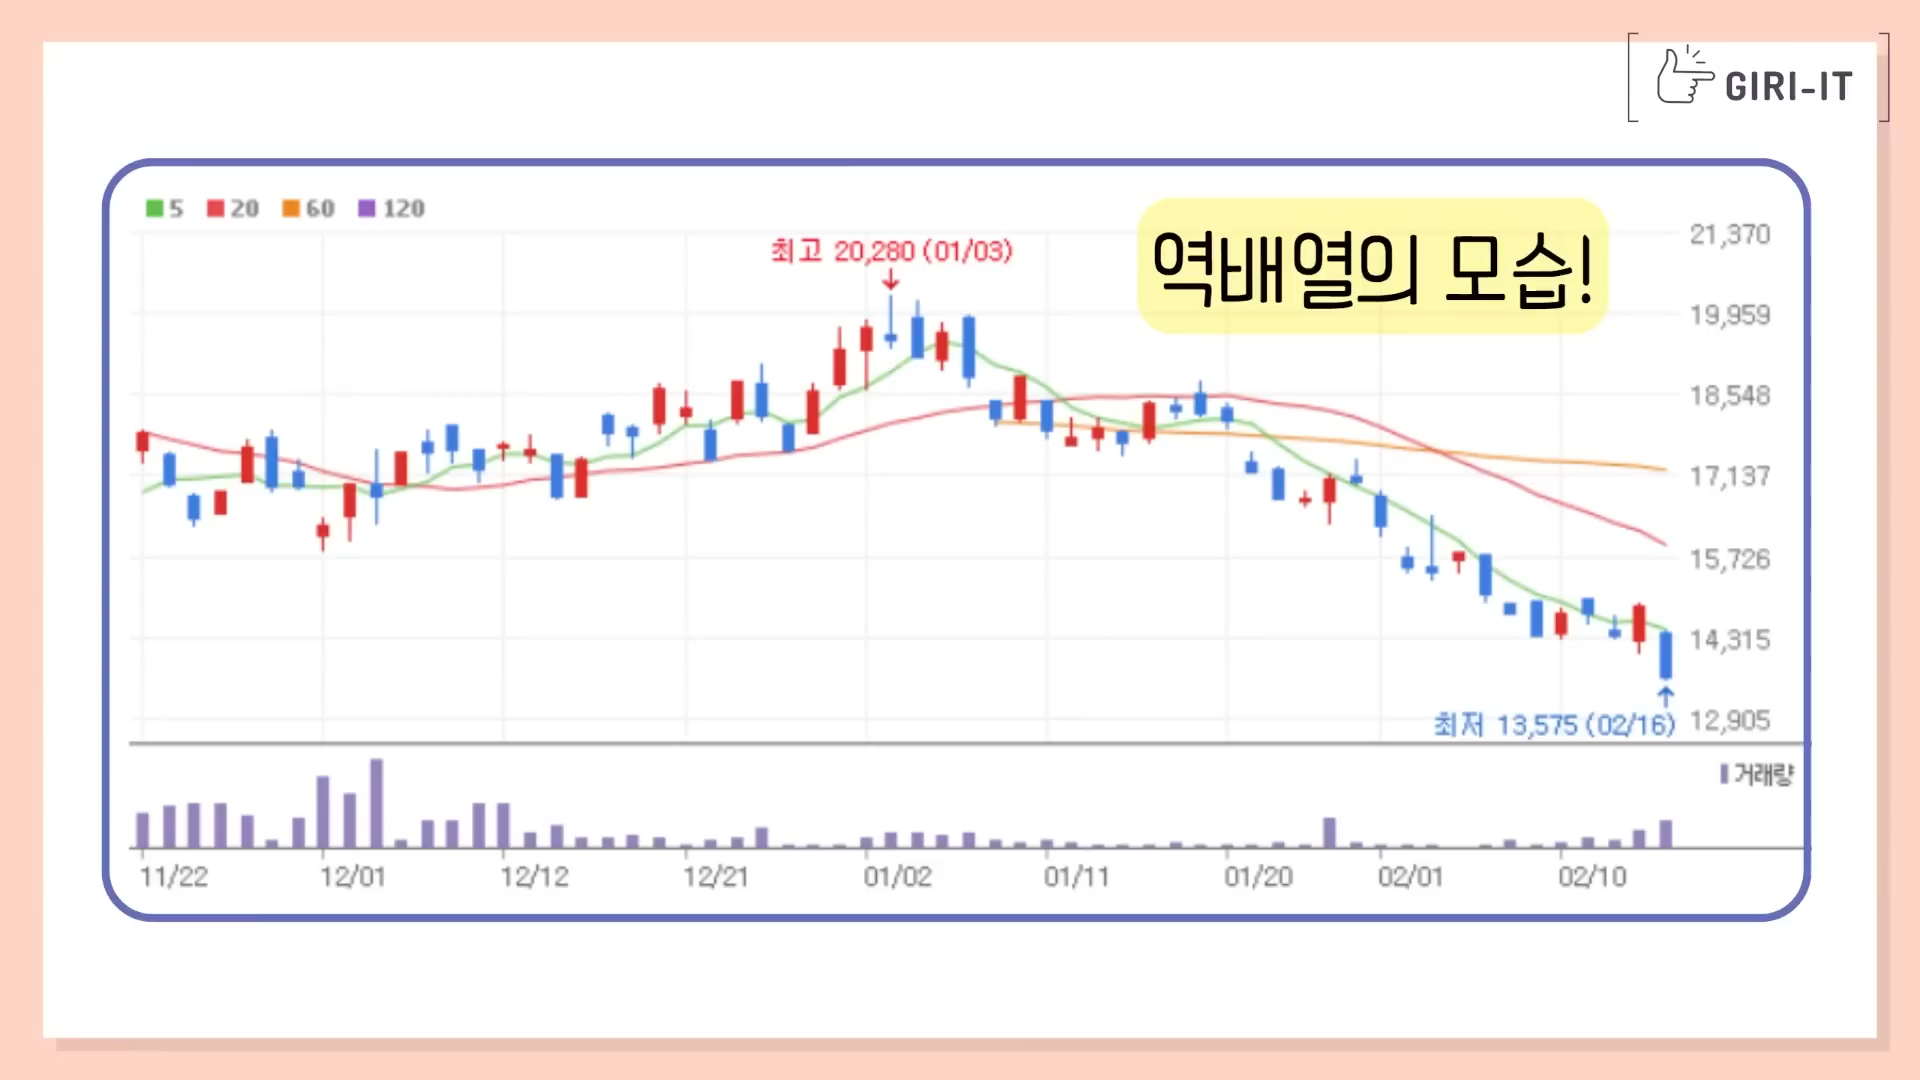 GIRI-IT
5 20 60 120
역배열의 모습!
최고 20,280 (01/03)
21,370
19,959
18,548
17,137
15,726
14,315
12,905
최저 13,575 (02/16)
거래량
11/22 12/01 12/12 12/21 01/02 01/11 01/20 02/01 02/10